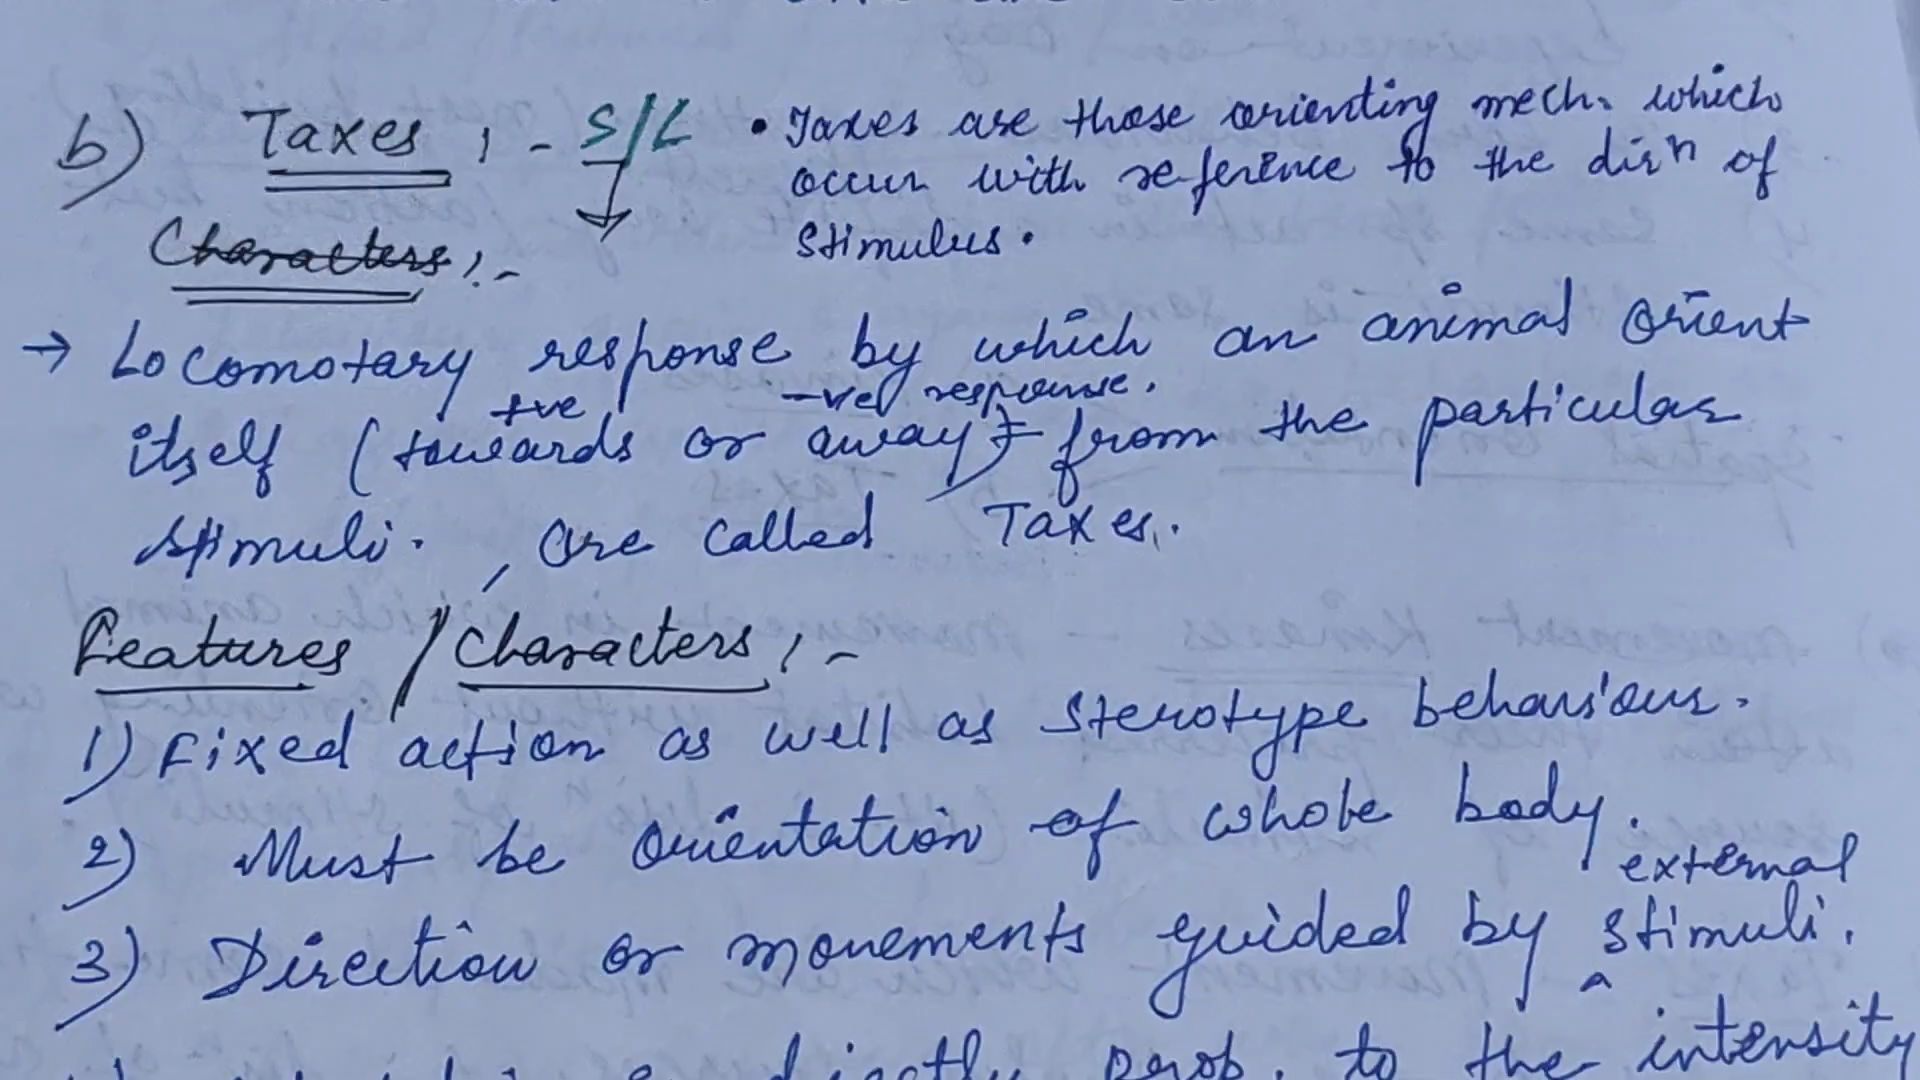 b) Taxes :- S/L
• Taxes are those orienting mech. which
occur with reference to the dirⁿ of
stimulus.
Characters :-
→ Locomotary response by which an animal orient
+ve -ve response.
itself (towards or away) from the particular
stimuli. , are called Taxes.
Features / Characters :-
1) Fixed action as well as sterotype behaviour.
2) Must be orientation of whole body.
external
3) Direction or movements guided by ^ stimuli.
directly prop. to the intensity